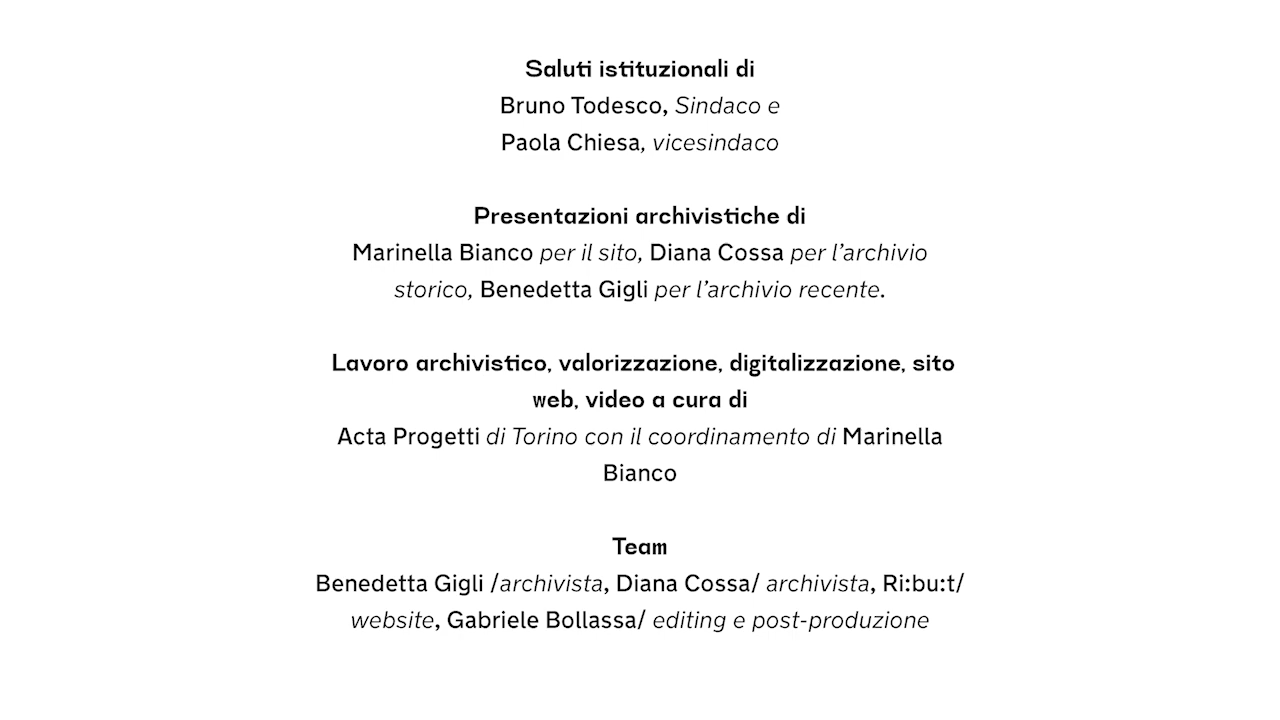 Saluti istituzionali di
Bruno Todesco, Sindaco e
Paola Chiesa, vicesindaco
Presentazioni archivistiche di
Marinella Bianco per il sito, Diana Cossa per l’archivio
storico, Benedetta Gigli per l’archivio recente.
Lavoro archivistico, valorizzazione, digitalizzazione, sito
web, video a cura di
Acta Progetti di Torino con il coordinamento di Marinella
Bianco
Team
Benedetta Gigli /archivista, Diana Cossa/ archivista, Ri:bu:t/
website, Gabriele Bollassa/ editing e post-produzione